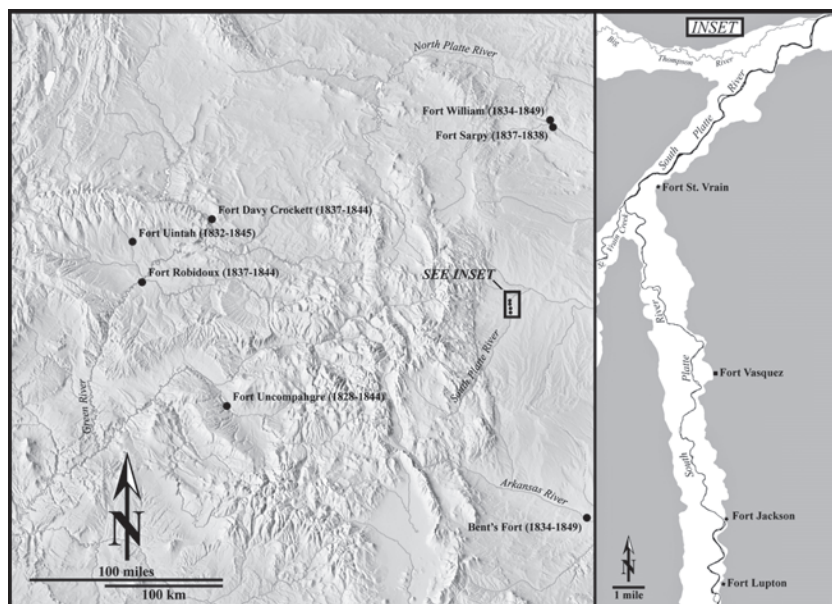 North Platte River
Fort William (1834-1849)
Fort Sarpy (1837-1838)
Fort Davy Crockett (1837-1844)
Fort Uintah (1832-1845)
Fort Robidoux (1837-1844)
SEE INSET
South Platte River
Green River
Fort Uncompahgre (1828-1844)
Arkansas River
Bent's Fort (1834-1849)
N
100 miles
100 km
INSET
Big
Thompson
River
South Platte River
Fort St. Vrain
St. Vrain Creek
River
Platte
South
Fort Vasquez
Fort Jackson
Fort Lupton
N
1 mile